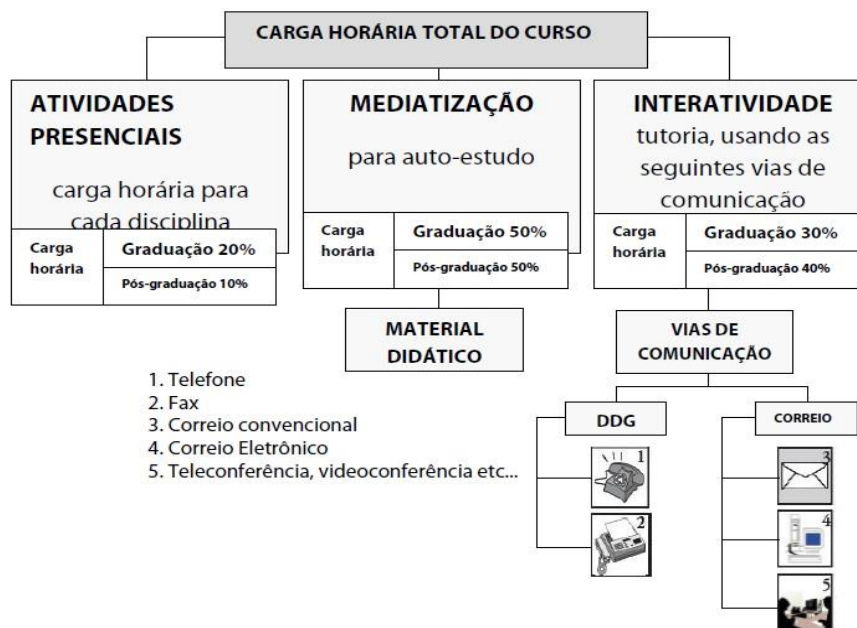 CARGA HORÁRIA TOTAL DO CURSO
ATIVIDADES
PRESENCIAIS
carga horária para
cada disciplina
Carga
horária
Graduação 20%
Pós-graduação 10%
MEDIATIZAÇÃO
para auto-estudo
Carga
horária
Graduação 50%
Pós-graduação 50%
INTERATIVIDADE
tutoria, usando as
seguintes vias de
comunicação
Carga
horária
Graduação 30%
Pós-graduação 40%
MATERIAL
DIDÁTICO
VIAS DE
COMUNICAÇÃO
1. Telefone
2. Fax
3. Correio convencional
4. Correio Eletrônico
5. Teleconferência, videoconferência etc...
DDG
1
2
CORREIO
3
4
5